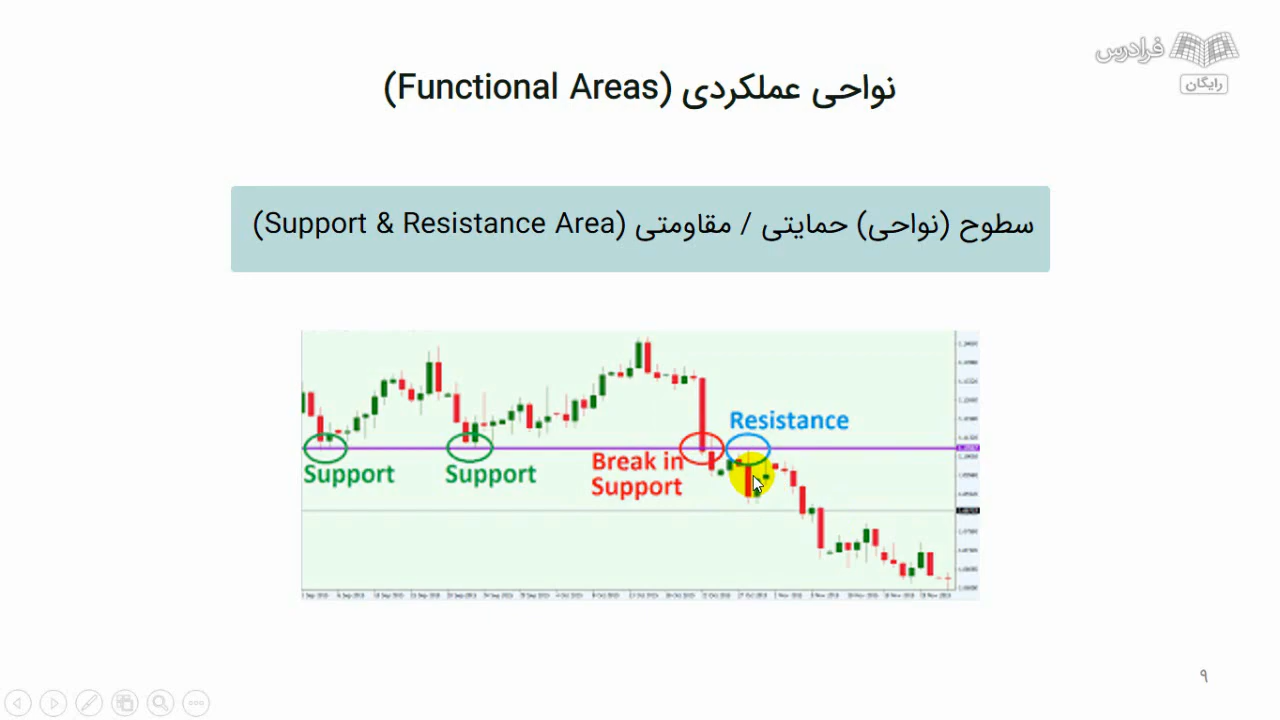 فرادرس
رایگان
نواحی عملکردی (Functional Areas)
سطوح (نواحی) حمایتی / مقاومتی (Support & Resistance Area)
Resistance
Support
Support
Break in
Support
۹